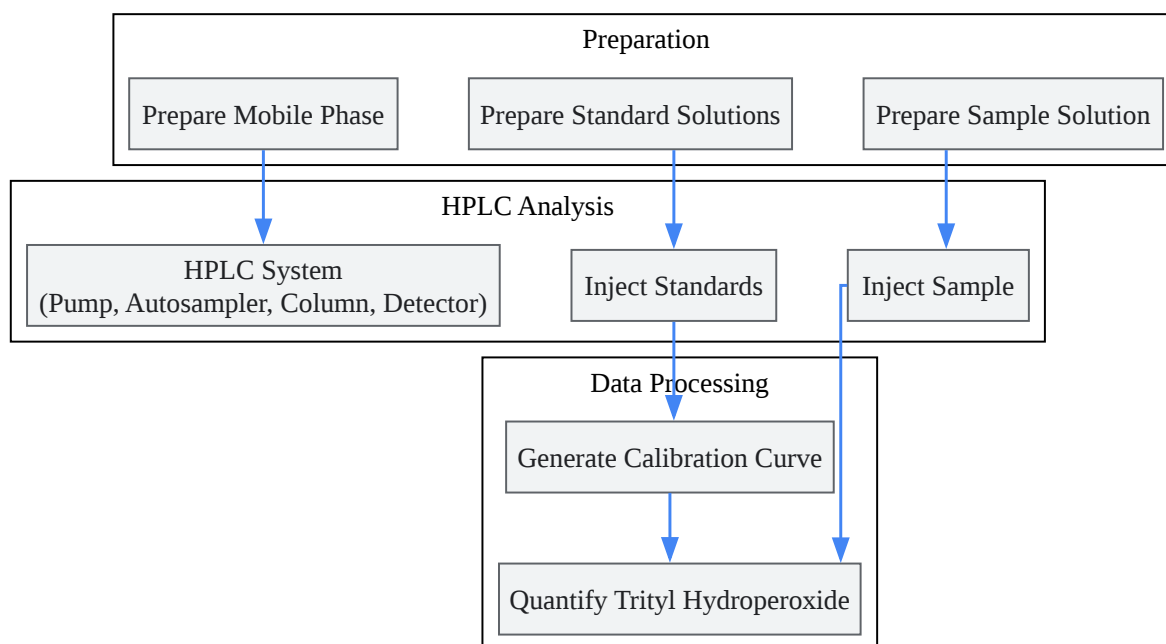 Preparation
Prepare Mobile Phase
Prepare Standard Solutions
Prepare Sample Solution
HPLC Analysis
HPLC System
(Pump, Autosampler, Column, Detector)
Inject Standards
Inject Sample
Data Processing
Generate Calibration Curve
Quantify Trityl Hydroperoxide